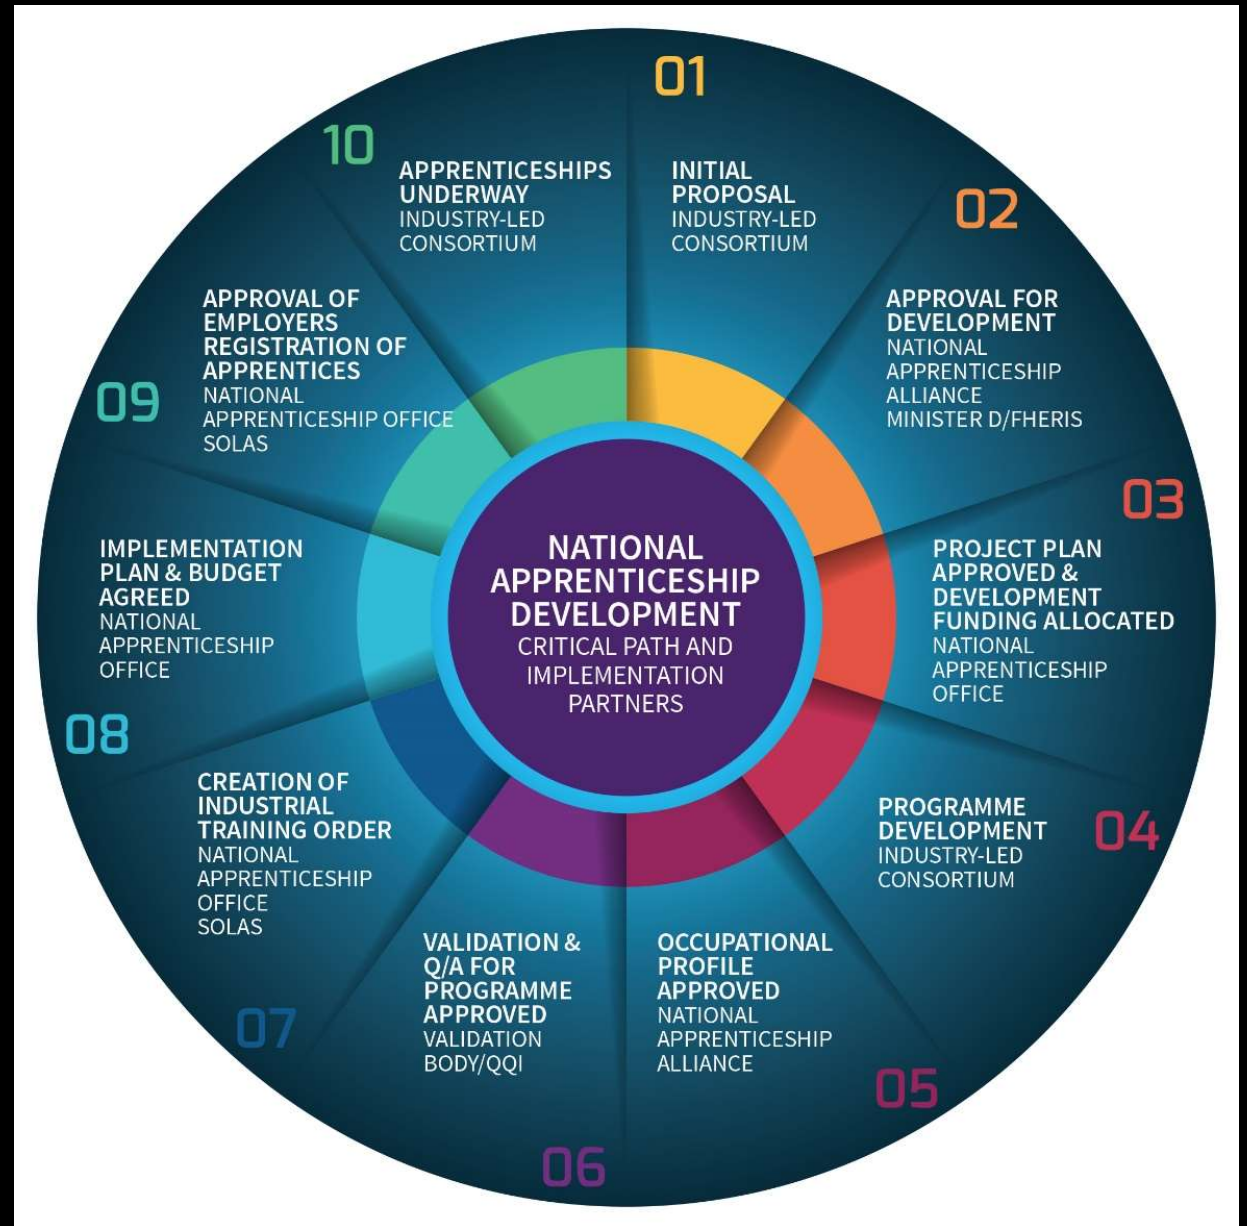 NATIONAL
APPRENTICESHIP
DEVELOPMENT
CRITICAL PATH AND
IMPLEMENTATION
PARTNERS
01
INITIAL
PROPOSAL
INDUSTRY-LED
CONSORTIUM
02
APPROVAL FOR
DEVELOPMENT
NATIONAL
APPRENTICESHIP
ALLIANCE
MINISTER D/FHERIS
03
PROJECT PLAN
APPROVED &
DEVELOPMENT
FUNDING ALLOCATED
NATIONAL
APPRENTICESHIP
OFFICE
04
PROGRAMME
DEVELOPMENT
INDUSTRY-LED
CONSORTIUM
05
OCCUPATIONAL
PROFILE
APPROVED
NATIONAL
APPRENTICESHIP
ALLIANCE
06
VALIDATION &
Q/A FOR
PROGRAMME
APPROVED
VALIDATION
BODY/QQI
07
CREATION OF
INDUSTRIAL
TRAINING ORDER
NATIONAL
APPRENTICESHIP
OFFICE
SOLAS
08
IMPLEMENTATION
PLAN & BUDGET
AGREED
NATIONAL
APPRENTICESHIP
OFFICE
09
APPROVAL OF
EMPLOYERS
REGISTRATION OF
APPRENTICES
NATIONAL
APPRENTICESHIP OFFICE
SOLAS
10
APPRENTICESHIPS
UNDERWAY
INDUSTRY-LED
CONSORTIUM